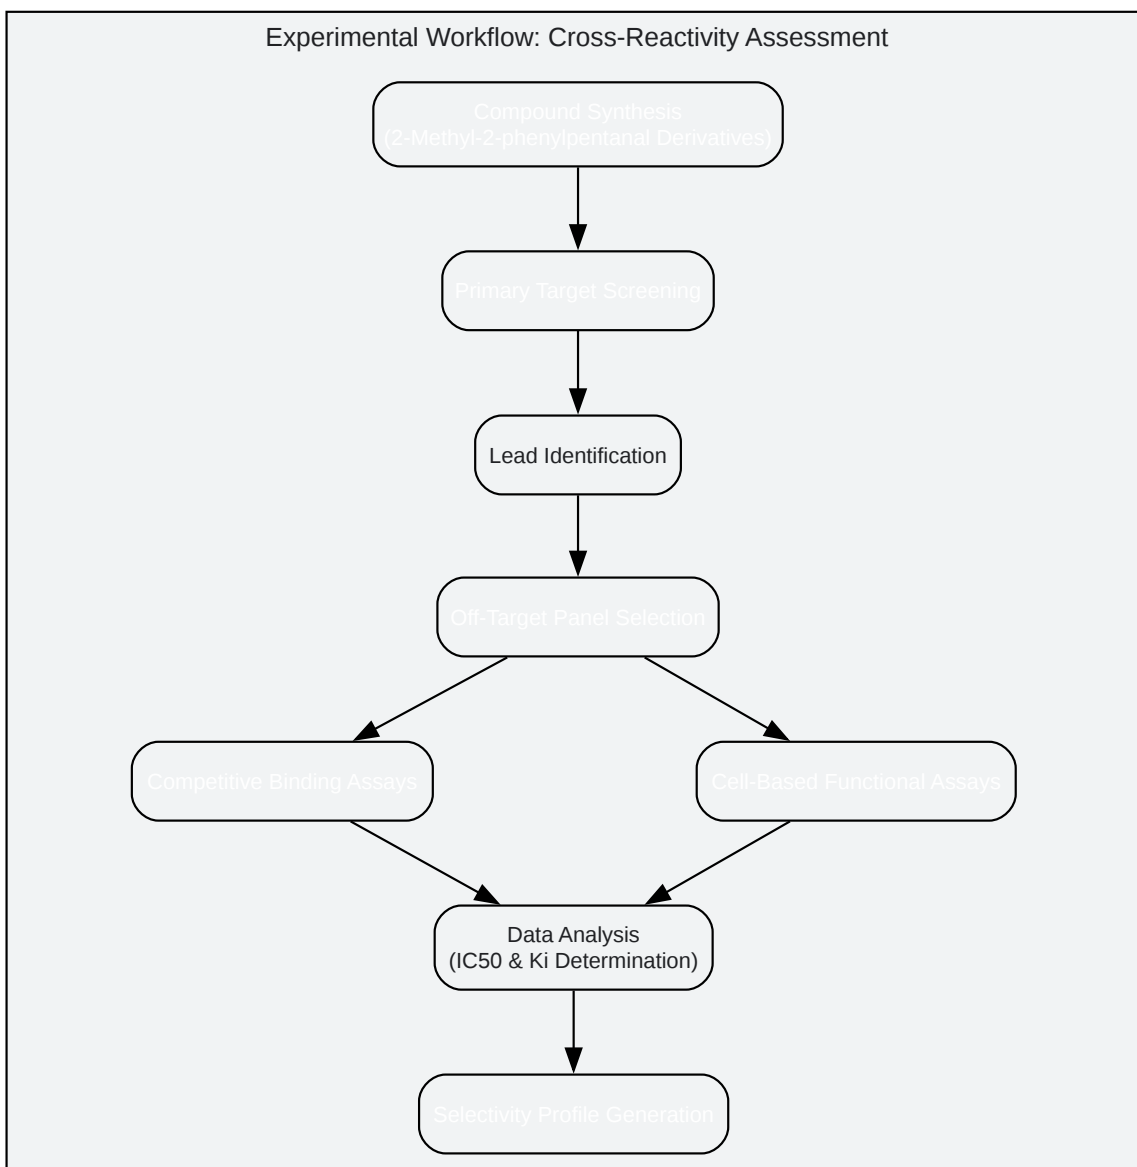 Experimental Workflow: Cross-Reactivity Assessment
Compound Synthesis
(2-Methyl-2-phenylpentanal Derivatives)
Primary Target Screening
Lead Identification
Off-Target Panel Selection
Competitive Binding Assays
Cell-Based Functional Assays
Data Analysis
(IC50 & Ki Determination)
Selectivity Profile Generation